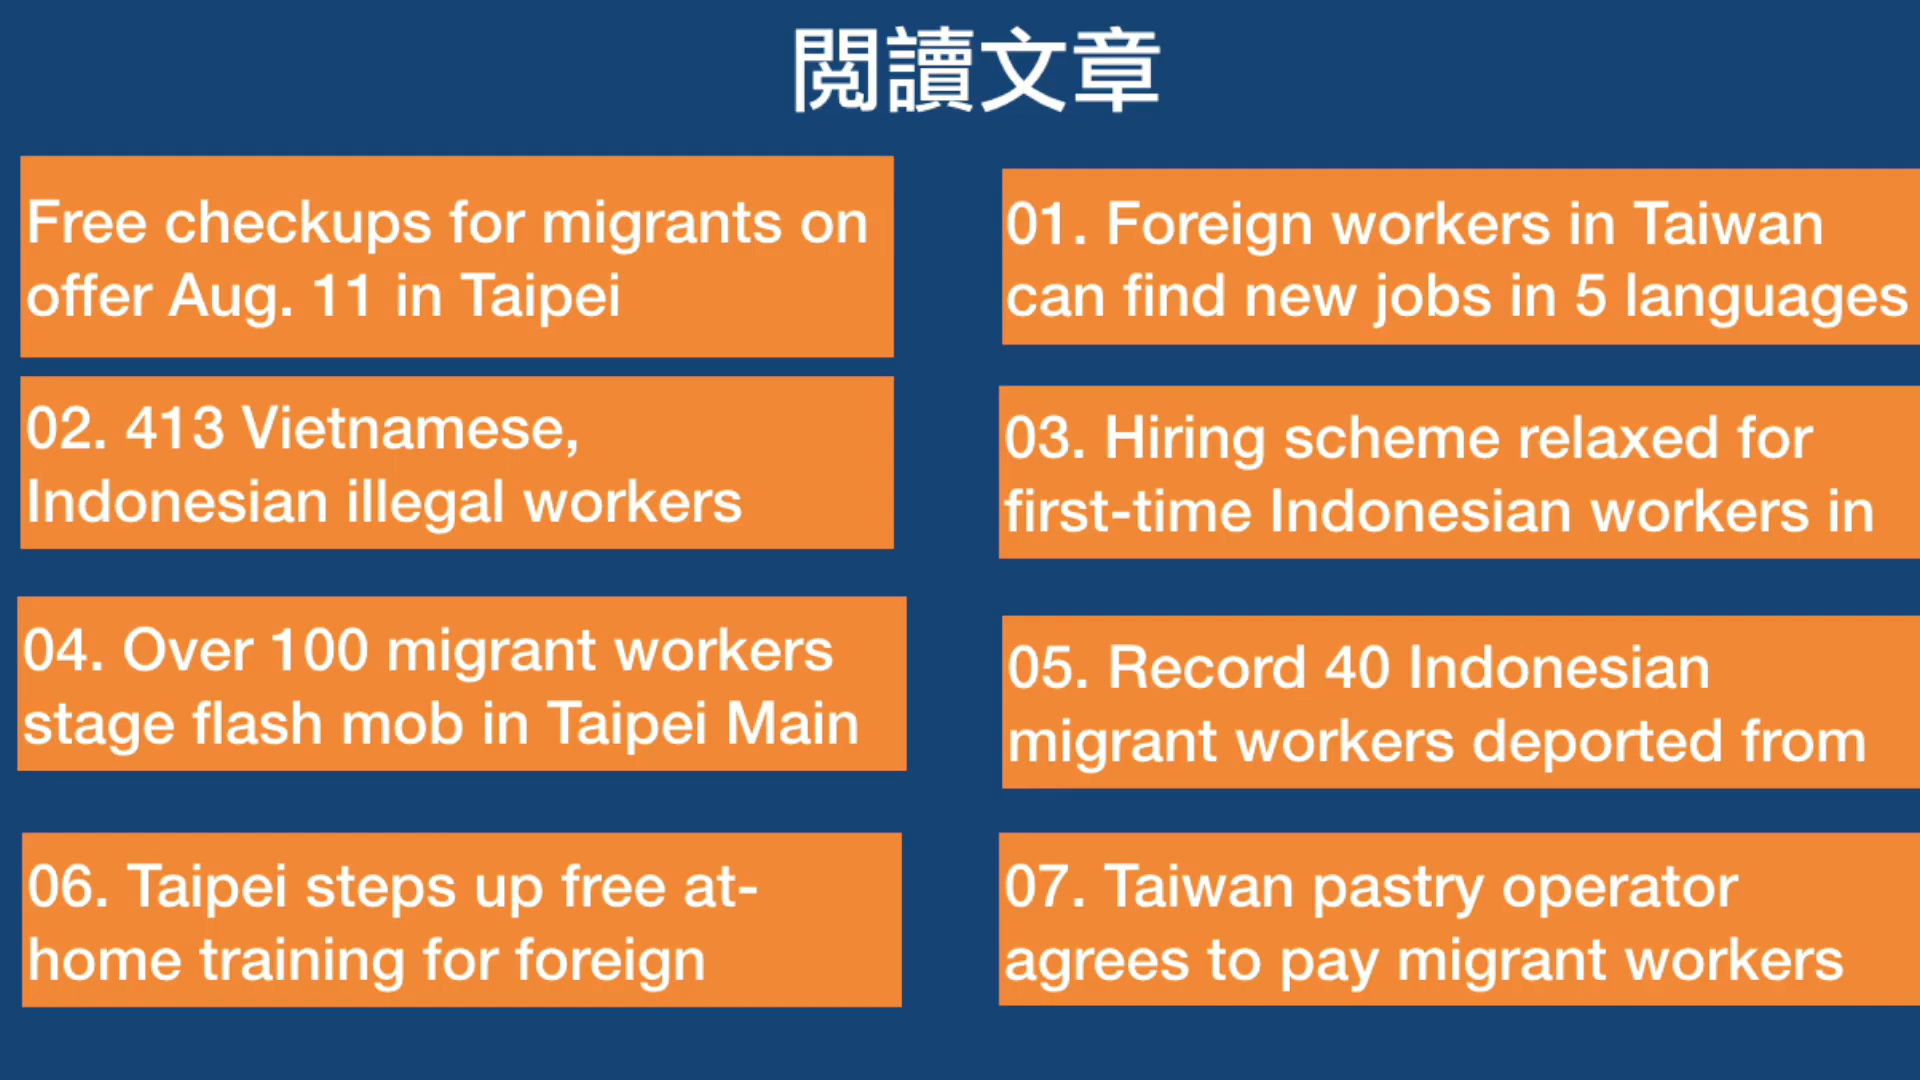 閱讀文章
Free checkups for migrants on
offer Aug. 11 in Taipei
01. Foreign workers in Taiwan
can find new jobs in 5 languages
02. 413 Vietnamese,
Indonesian illegal workers
03. Hiring scheme relaxed for
first-time Indonesian workers in
04. Over 100 migrant workers
stage flash mob in Taipei Main
05. Record 40 Indonesian
migrant workers deported from
06. Taipei steps up free at-
home training for foreign
07. Taiwan pastry operator
agrees to pay migrant workers